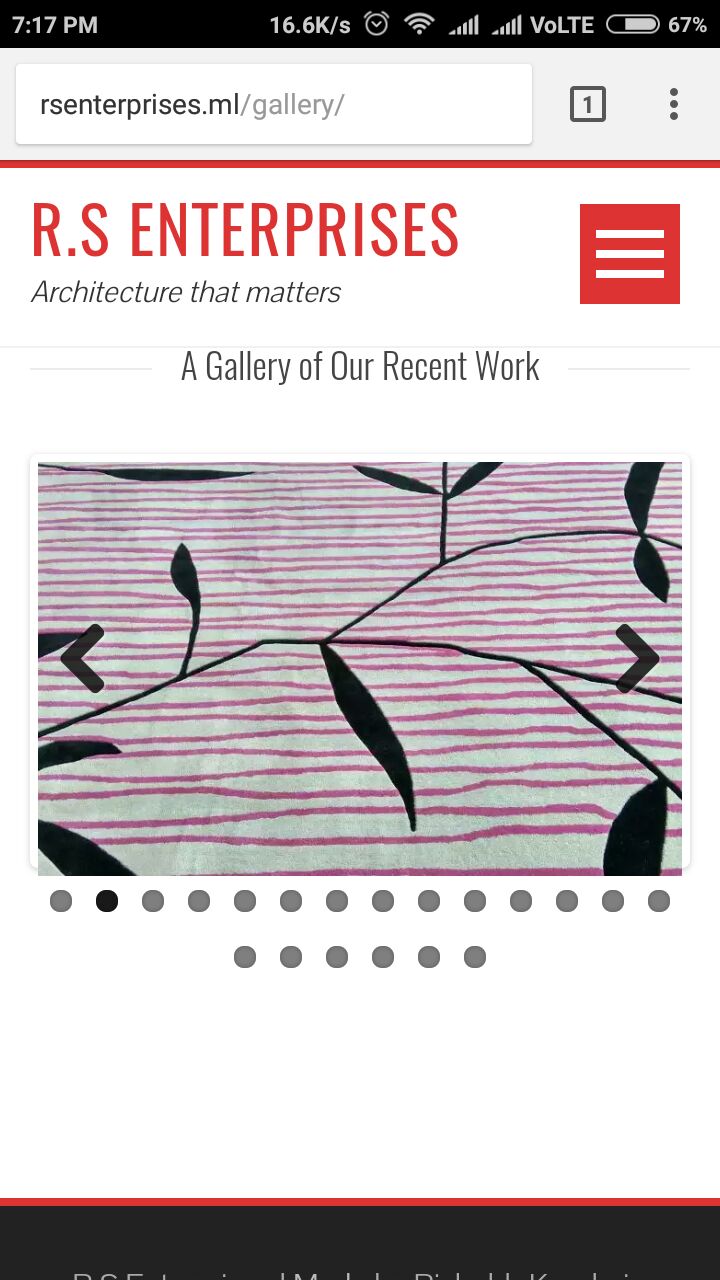 7:17 PM 16.6K/s VoLTE 67%
rsenterprises.ml/gallery/ 1
R.S ENTERPRISES
Architecture that matters
A Gallery of Our Recent Work